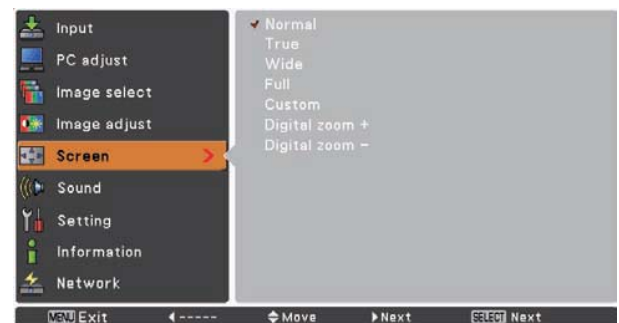 Input
PC adjust
Image select
Image adjust
Screen
Sound
Setting
Information
Network
Normal
True
Wide
Full
Custom
Digital zoom +
Digital zoom –
MENU Exit ◀----- Move ▶Next SELECT Next